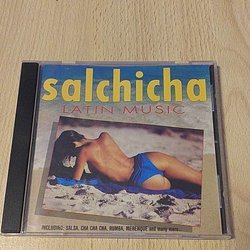 salchicha
LATIN MUSIC
INCLUDING: SALSA, CHA CHA CHA, RUMBA, MERENGUE and many more...